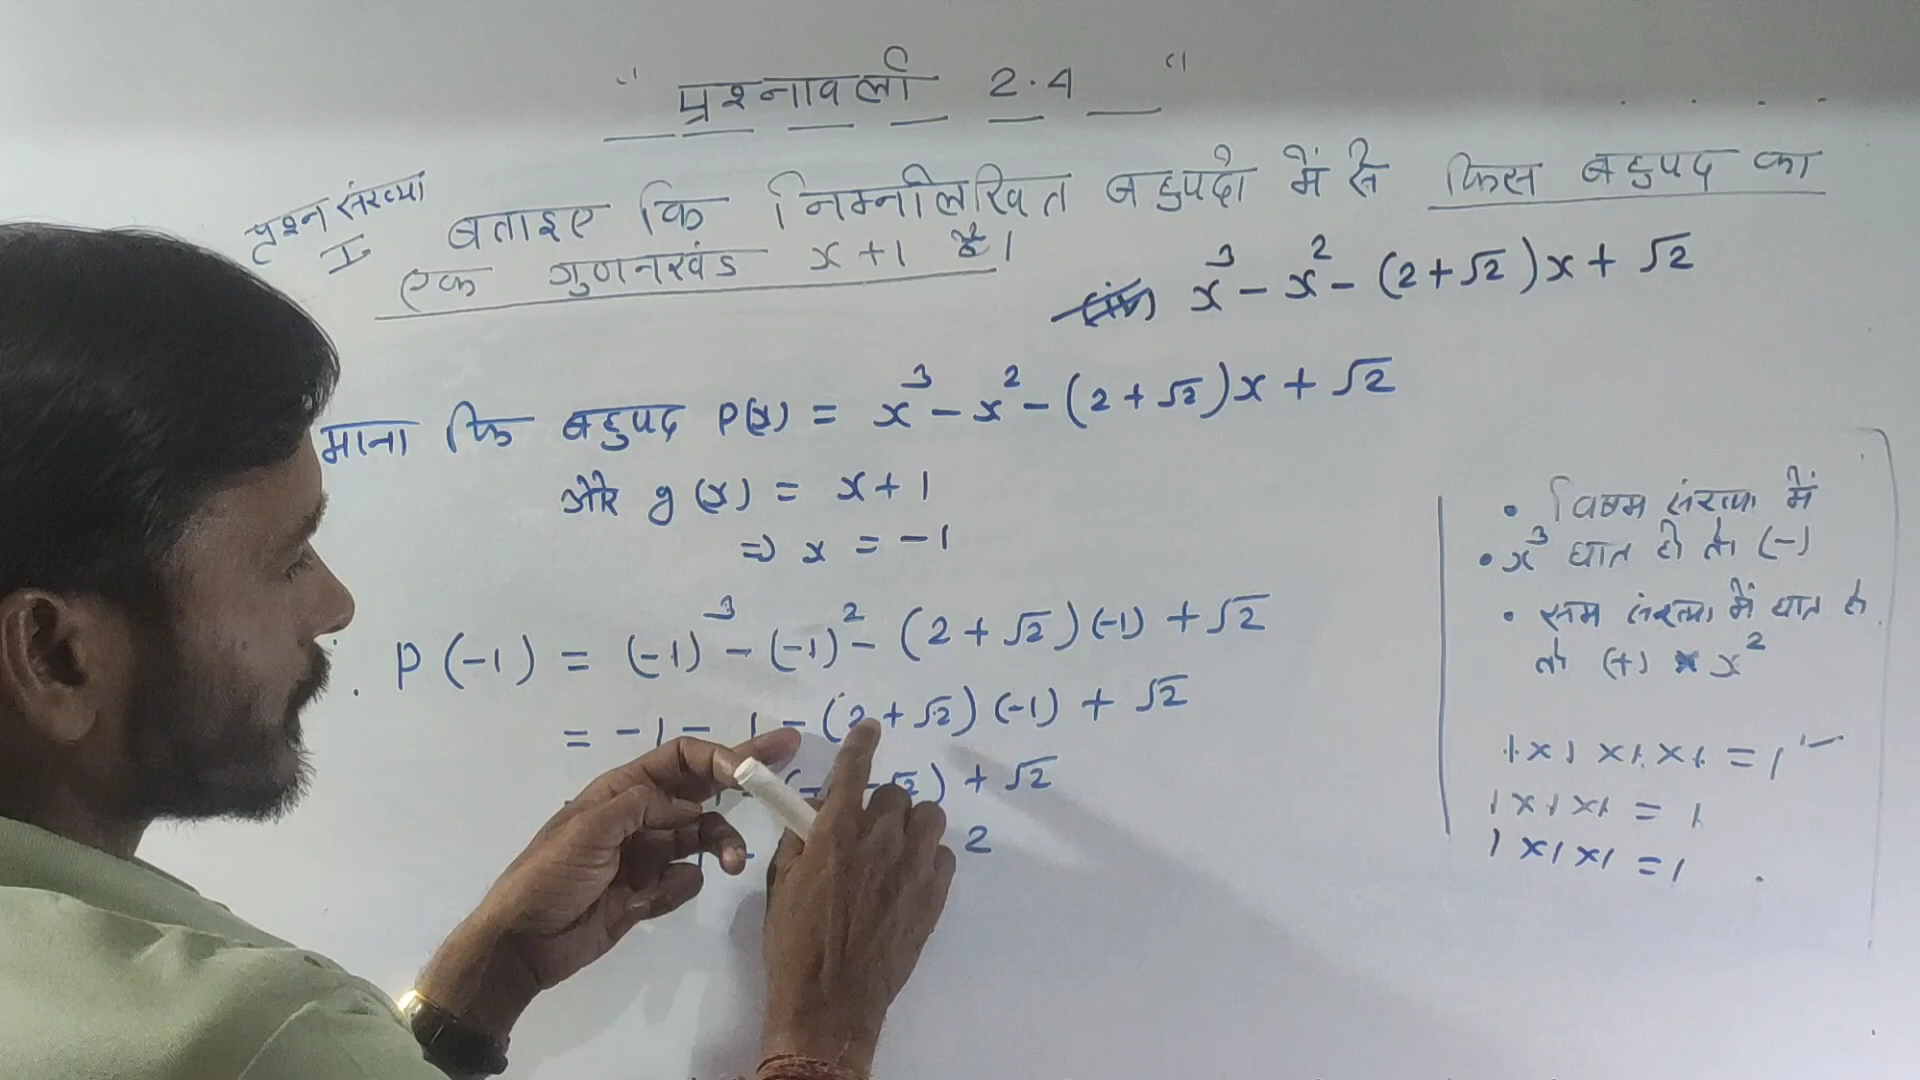 " प्रश्नावली 2.4 "
प्रश्न संख्या
I
बताइए कि निम्नलिखित बहुपदो में से किस बहुपद का
एक गुणनखंड x+1 है।
x³ - x² - (2+√2)x + √2
माना कि बहुपद P(x) = x³ - x² - (2+√2)x + √2
और g(x) = x+1
⇒ x = -1
P(-1) = (-1)³ - (-1)² - (2+√2)(-1) + √2
= -1 - 1 - (2+√2)(-1) + √2
√2) + √2
2
• विषम संख्या में
• x³ घात हो तो (-)
• सम संख्या में घात हो
तो (+) x²
1×1×1×1 = 1
1×1×1 = 1
1×1×1 = 1